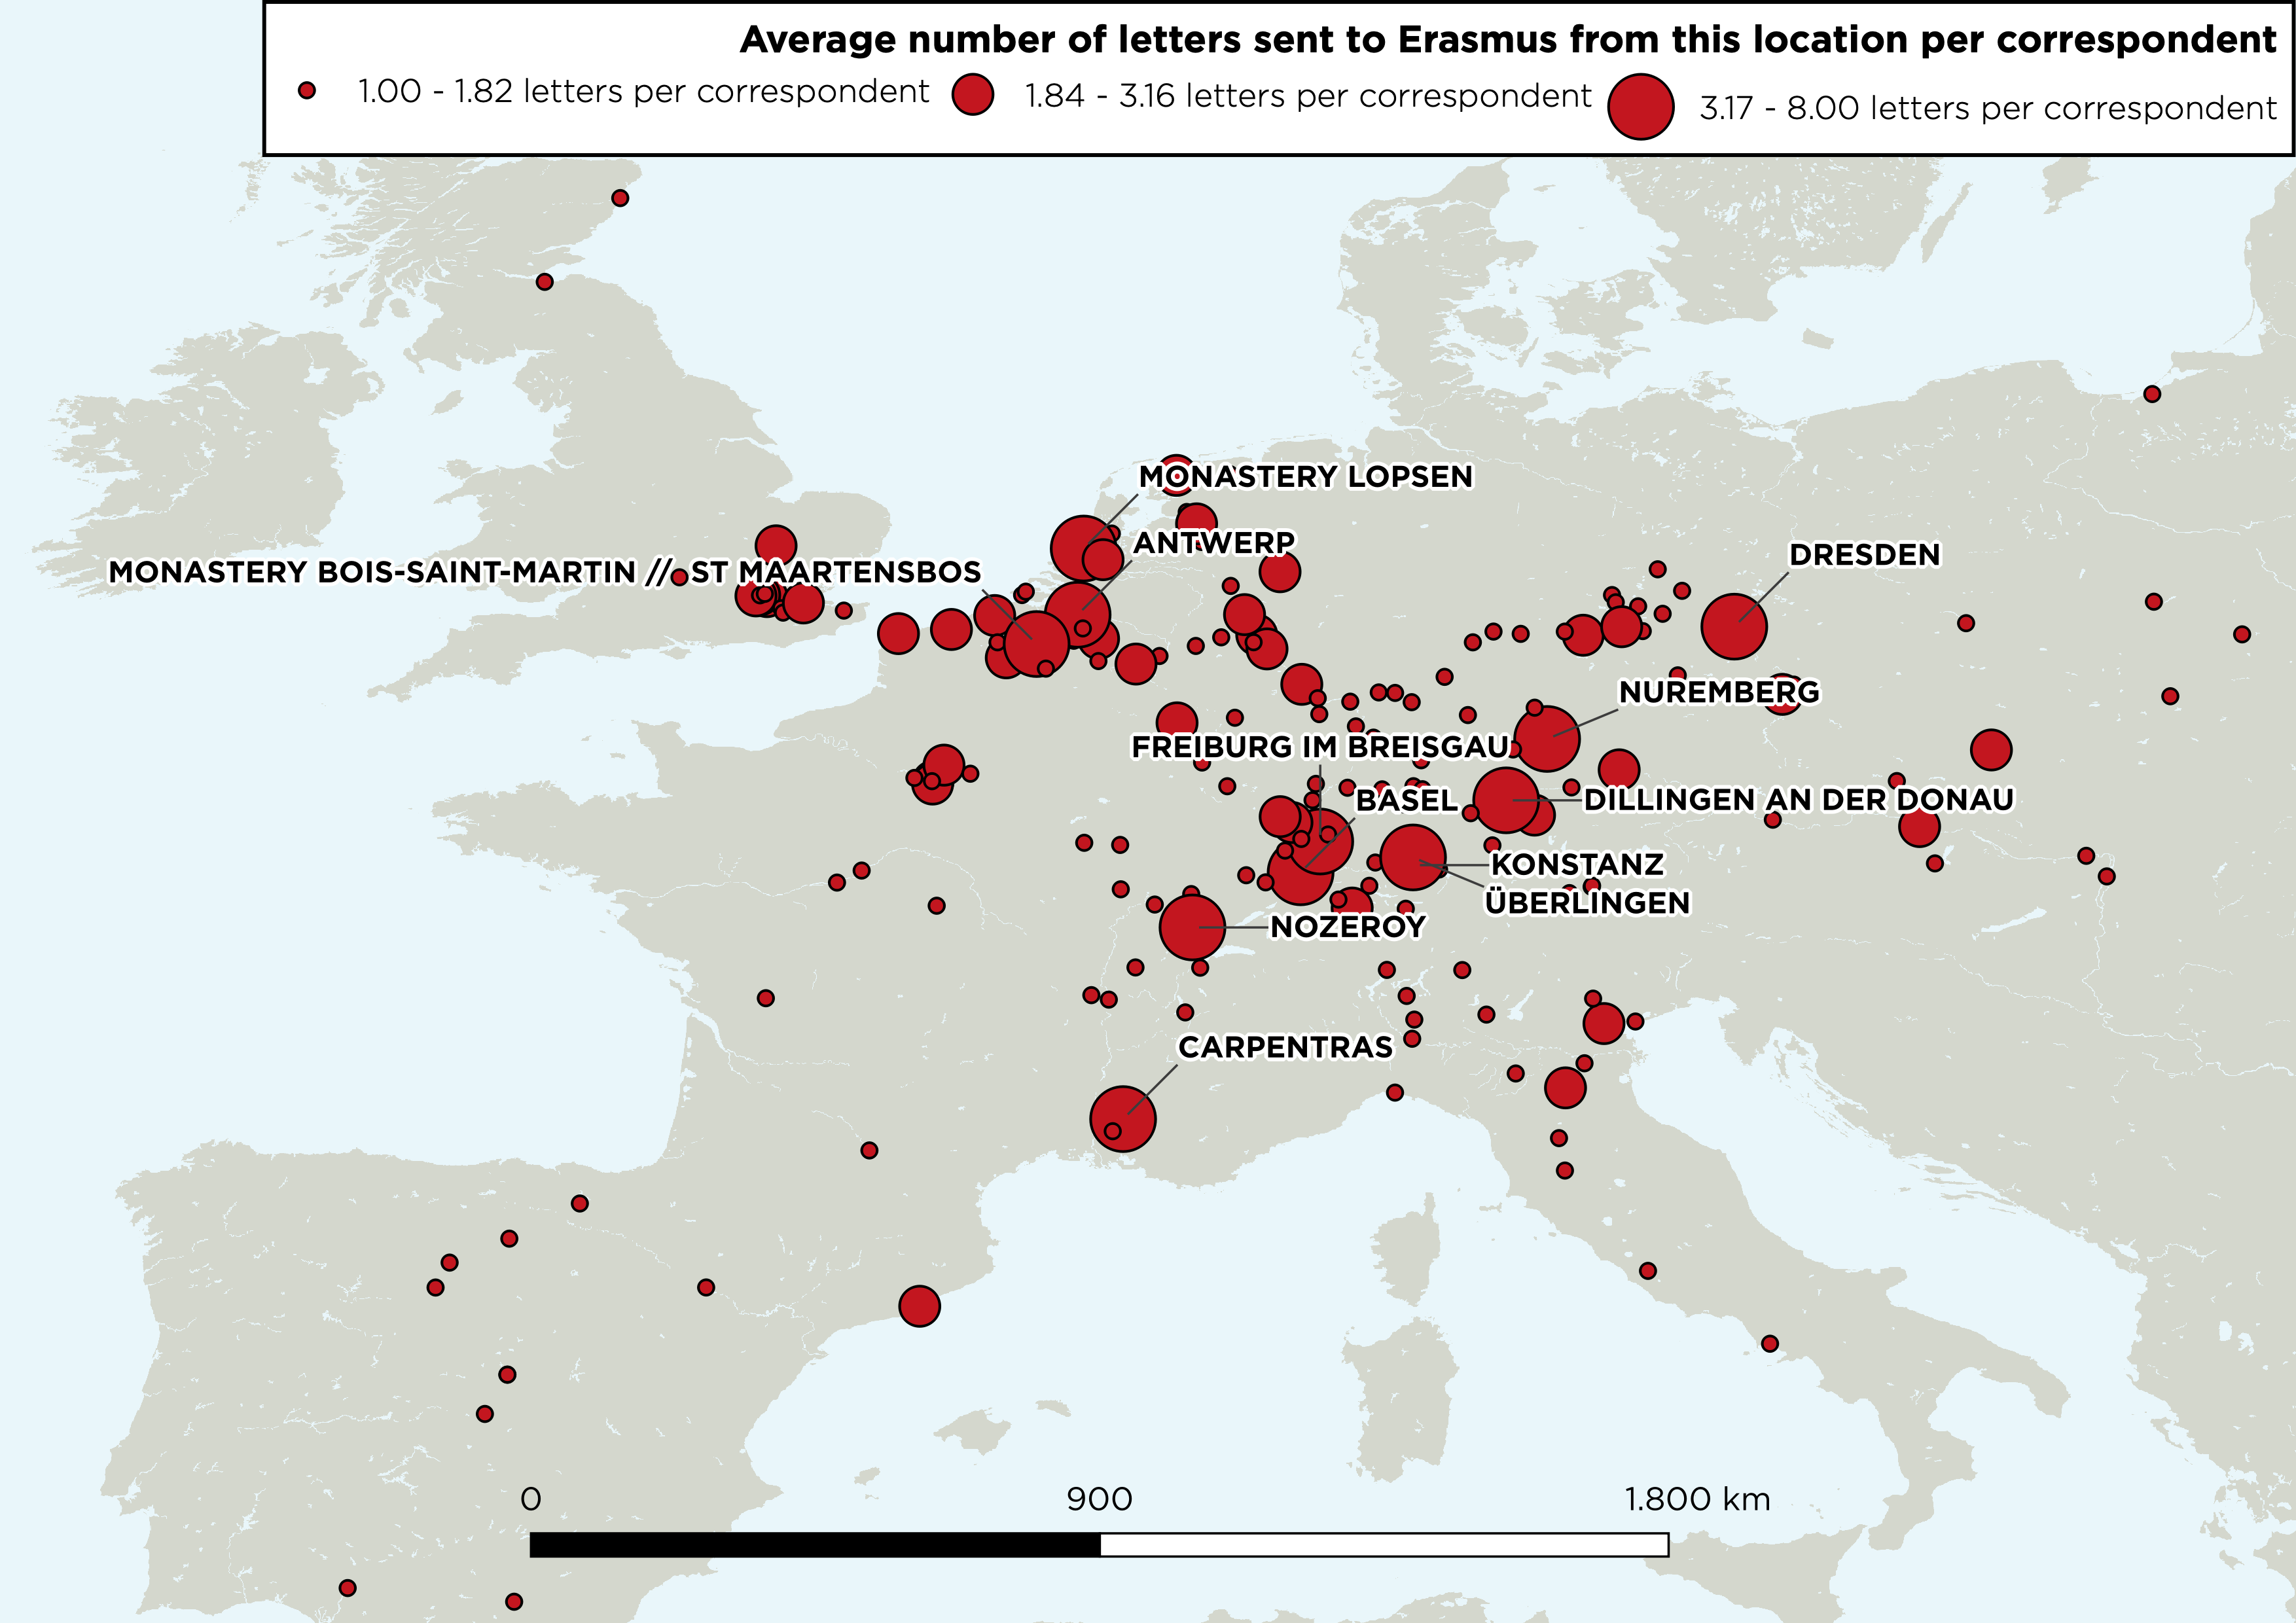 Average number of letters sent to Erasmus from this location per correspondent
1.00 - 1.82 letters per correspondent
1.84 - 3.16 letters per correspondent
3.17 - 8.00 letters per correspondent
MONASTERY LOPSEN
ANTWERP
DRESDEN
MONASTERY BOIS-SAINT-MARTIN // ST MAARTENSBOS
NUREMBERG
FREIBURG IM BREISGAU
BASEL
DILLINGEN AN DER DONAU
KONSTANZ
ÜBERLINGEN
NOZEROY
CARPENTRAS
0 900 1.800 km